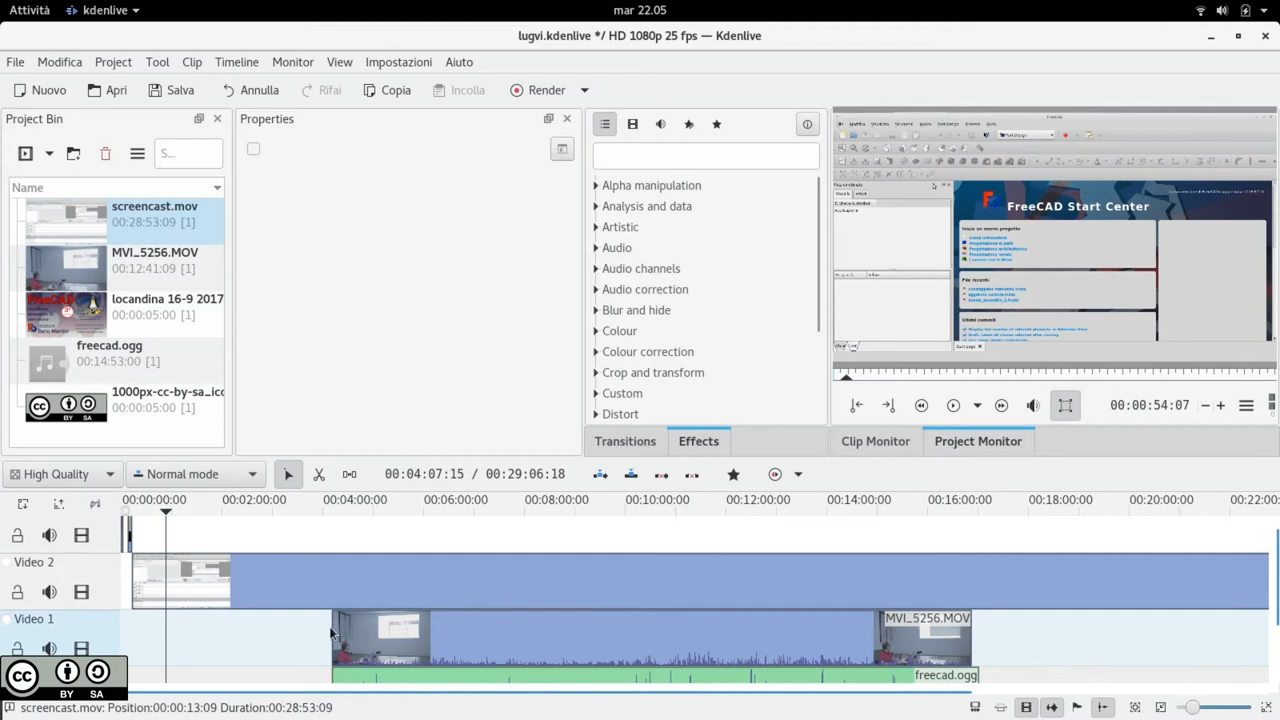 Attività kdenlive mar 22.05
lugvi.kdenlive */ HD 1080p 25 fps — Kdenlive
File Modifica Project Tool Clip Timeline Monitor View Impostazioni Aiuto
Nuovo Apri Salva Annulla Rifai Copia Incolla Render
Project Bin
Properties
S...
Name
screencast.mov
00:28:53:09 [1]
MVI_5256.MOV
00:12:41:09 [1]
locandina 16-9 2017
00:00:05:00 [1]
freecad.ogg
[1]
1000px-cc-by-sa_icc
00:00:05:00 [1]
Alpha manipulation
Analysis and data
Artistic
Audio
Audio channels
Audio correction
Blur and hide
Colour
Colour correction
Crop and transform
Custom
Distort
Transitions Effects
FreeCAD Start Center
00:00:54:07
Clip Monitor Project Monitor
High Quality Normal mode 00:04:07:15 / 00:29:06:18
00:00:00:00 00:02:00:00 00:04:00:00 00:06:00:00 00:08:00:00 00:10:00:00 00:12:00:00 00:14:00:00 00:16:00:00 00:18:00:00 00:20:00:00 00:22:00
Video 2
Video 1
MVI_5256.MOV
freecad.ogg
CC BY SA
screencast.mov: Position:00:00:13:09 Duration:00:28:53:09